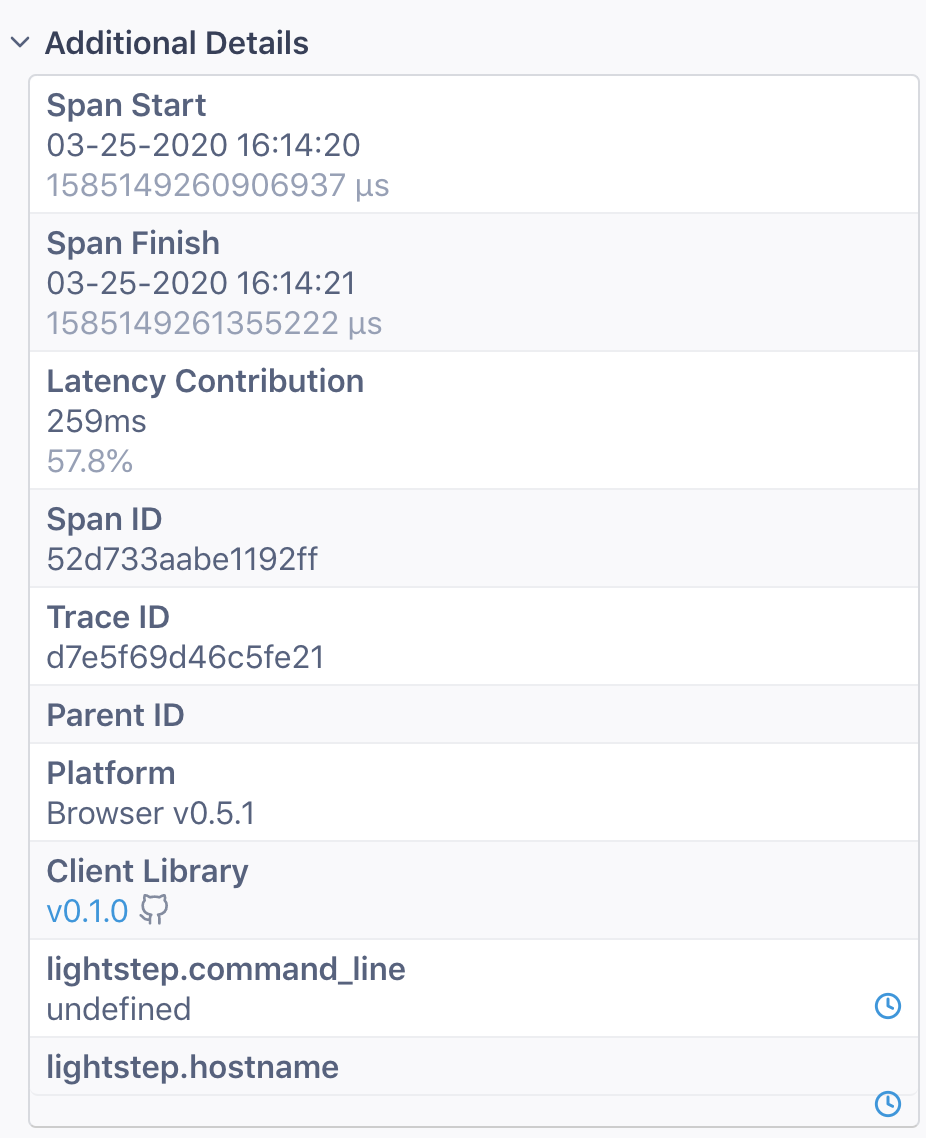 Additional Details
Span Start
03-25-2020 16:14:20
1585149260906937 µs
Span Finish
03-25-2020 16:14:21
1585149261355222 µs
Latency Contribution
259ms
57.8%
Span ID
52d733aabe1192ff
Trace ID
d7e5f69d46c5fe21
Parent ID
Platform
Browser v0.5.1
Client Library
v0.1.0
lightstep.command_line
undefined
lightstep.hostname